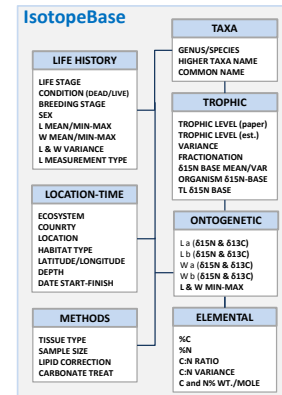 IsotopeBase
LIFE HISTORY
LIFE STAGE
CONDITION (DEAD/LIVE)
BREEDING STAGE
SEX
L MEAN/MIN-MAX
W MEAN/MIN-MAX
L & W VARIANCE
L MEASUREMENT TYPE
LOCATION-TIME
ECOSYSTEM
COUNRTY
LOCATION
HABITAT TYPE
LATITUDE/LONGITUDE
DEPTH
DATE START-FINISH
METHODS
TISSUE TYPE
SAMPLE SIZE
LIPID CORRECTION
CARBONATE TREAT
TAXA
GENUS/SPECIES
HIGHER TAXA NAME
COMMON NAME
TROPHIC
TROPHIC LEVEL (paper)
TROPHIC LEVEL (est.)
VARIANCE
FRACTIONATION
δ15N BASE MEAN/VAR
ORGANISM δ15N-BASE
TL δ15N BASE
ONTOGENETIC
L a (δ15N & δ13C)
L b (δ15N & δ13C)
W a (δ15N & δ13C)
W b (δ15N & δ13C)
L & W MIN-MAX
ELEMENTAL
%C
%N
C:N RATIO
C:N VARIANCE
C and N% WT./MOLE